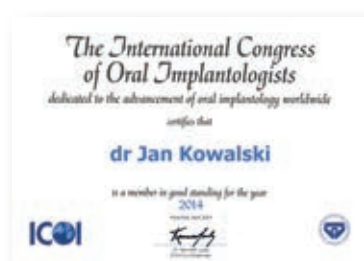 The International Congress
of Oral Implantologists
dedicated to the advancement of oral implantology worldwide
certifies that
dr Jan Kowalski
is a member in good standing for the year
2014
ICOI